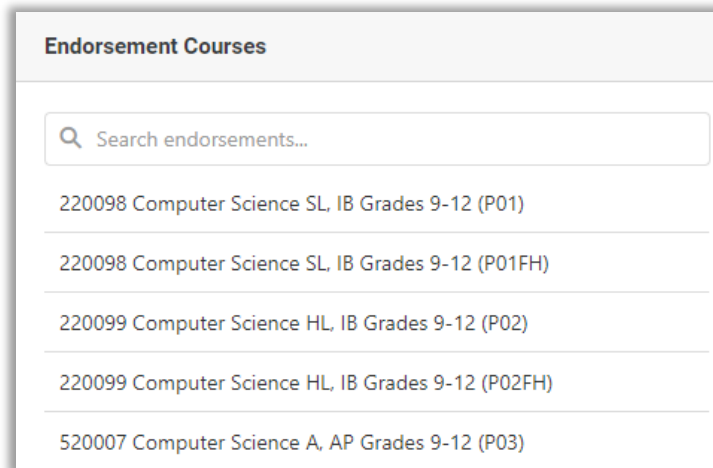 Endorsement Courses
Search endorsements...
220098 Computer Science SL, IB Grades 9-12 (P01)
220098 Computer Science SL, IB Grades 9-12 (P01FH)
220099 Computer Science HL, IB Grades 9-12 (P02)
220099 Computer Science HL, IB Grades 9-12 (P02FH)
520007 Computer Science A, AP Grades 9-12 (P03)